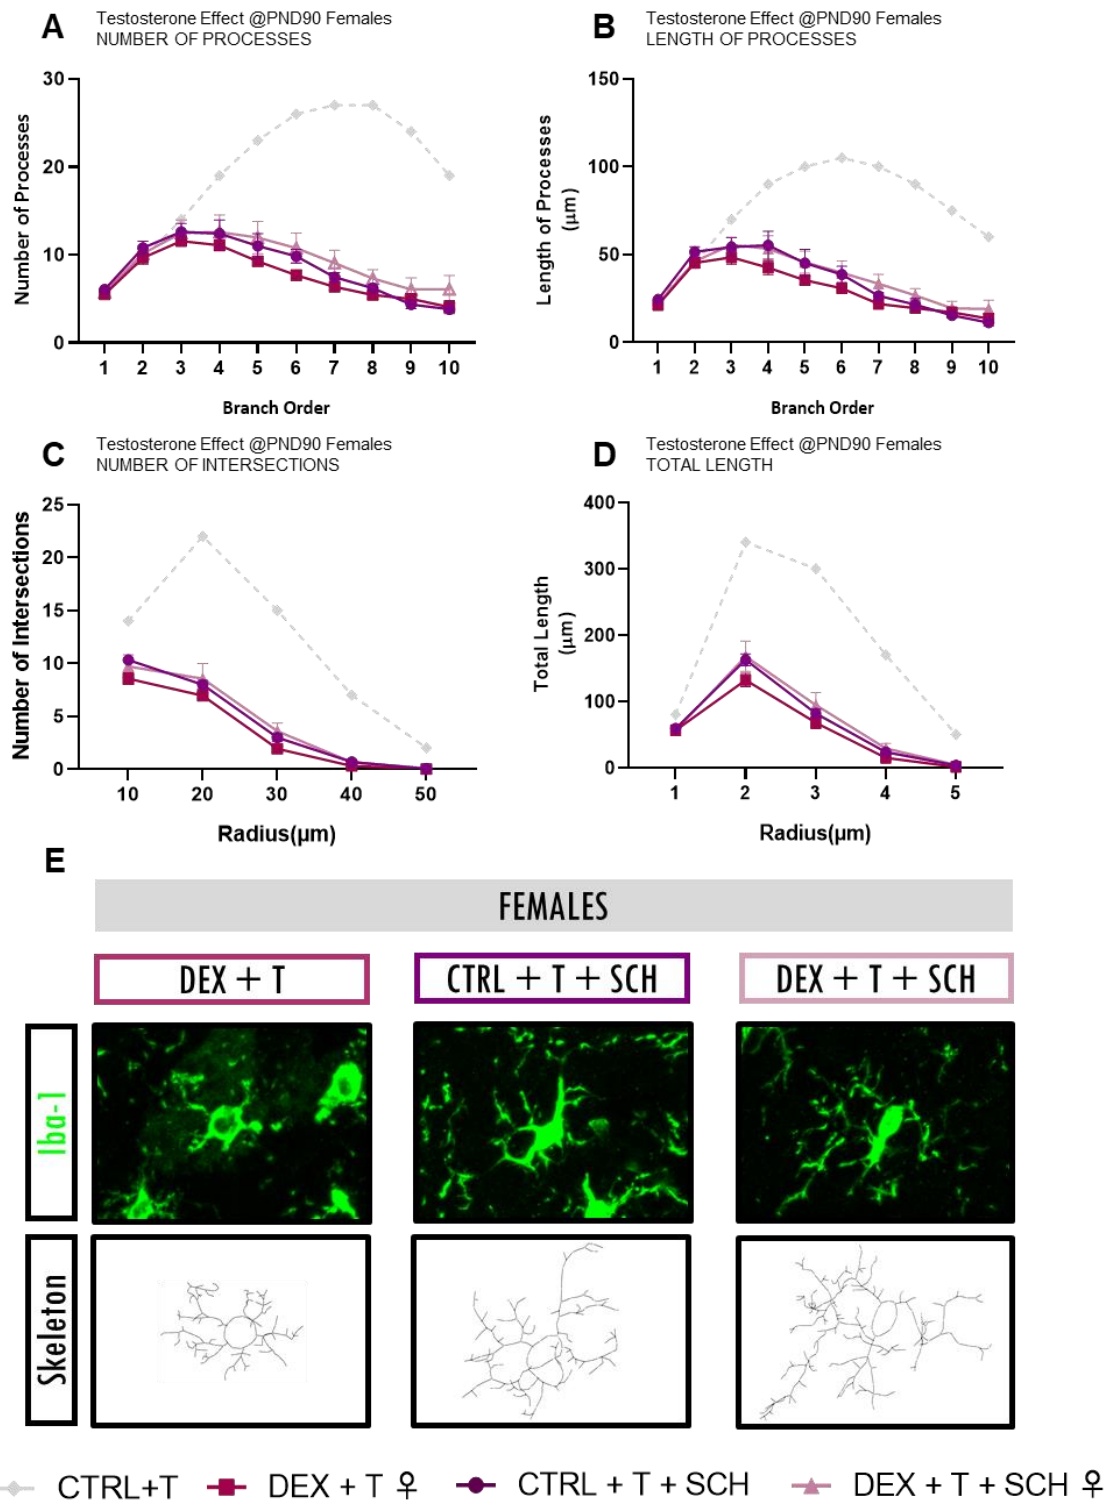 A
Testosterone Effect @PND90 Females
NUMBER OF PROCESSES
Number of Processes
30
20
10
0
1 2 3 4 5 6 7 8 9 10
Branch Order
B
Testosterone Effect @PND90 Females
LENGTH OF PROCESSES
Length of Processes
(µm)
150
100
50
0
1 2 3 4 5 6 7 8 9 10
Branch Order
C
Testosterone Effect @PND90 Females
NUMBER OF INTERSECTIONS
Number of Intersections
25
20
15
10
5
0
10 20 30 40 50
Radius(µm)
D
Testosterone Effect @PND90 Females
TOTAL LENGTH
Total Length
(µm)
400
300
200
100
0
1 2 3 4 5
Radius(µm)
E
FEMALES
DEX + T
CTRL + T + SCH
DEX + T + SCH
Iba-1
Skeleton
CTRL+T
DEX + T ♀
CTRL + T + SCH
DEX + T + SCH ♀